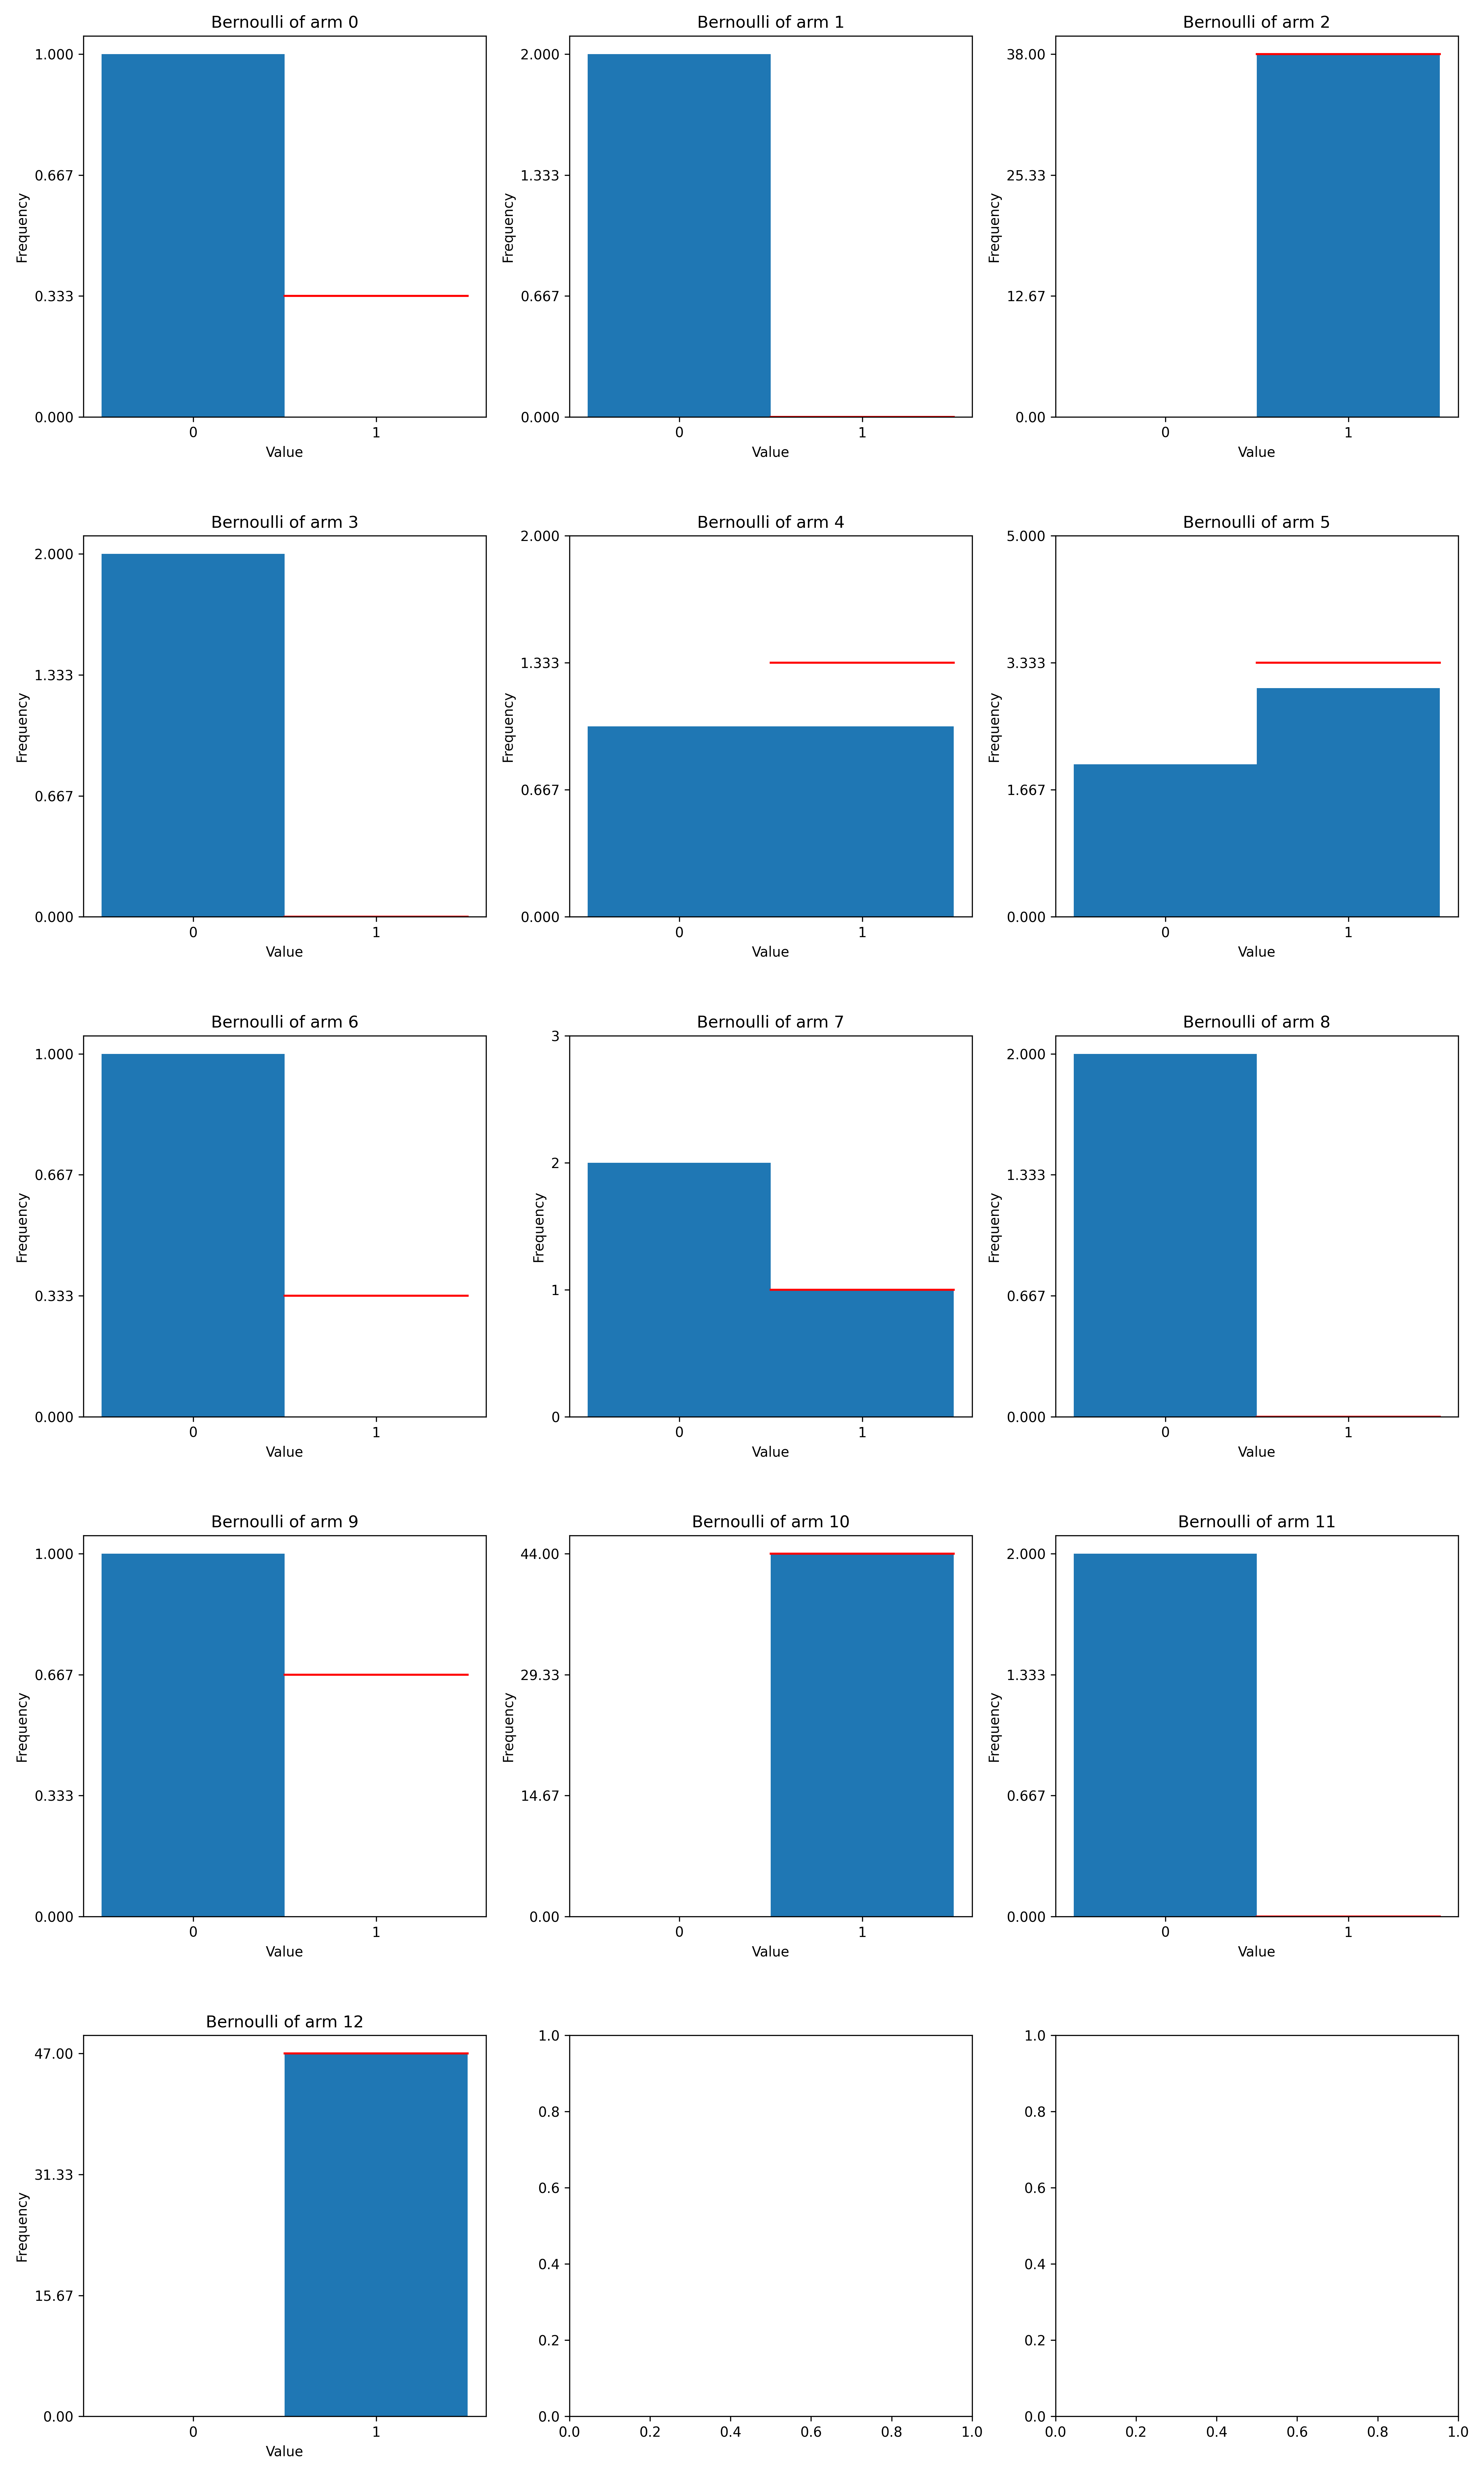 Bernoulli of arm 0
Frequency
1.000
0.667
0.333
0.000
0 1
Value
Bernoulli of arm 1
Frequency
2.000
1.333
0.667
0.000
0 1
Value
Bernoulli of arm 2
Frequency
38.00
25.33
12.67
0.00
0 1
Value
Bernoulli of arm 3
Frequency
2.000
1.333
0.667
0.000
0 1
Value
Bernoulli of arm 4
Frequency
2.000
1.333
0.667
0.000
0 1
Value
Bernoulli of arm 5
Frequency
5.000
3.333
1.667
0.000
0 1
Value
Bernoulli of arm 6
Frequency
1.000
0.667
0.333
0.000
0 1
Value
Bernoulli of arm 7
Frequency
3
2
1
0
0 1
Value
Bernoulli of arm 8
Frequency
2.000
1.333
0.667
0.000
0 1
Value
Bernoulli of arm 9
Frequency
1.000
0.667
0.333
0.000
0 1
Value
Bernoulli of arm 10
Frequency
44.00
29.33
14.67
0.00
0 1
Value
Bernoulli of arm 11
Frequency
2.000
1.333
0.667
0.000
0 1
Value
Bernoulli of arm 12
Frequency
47.00
31.33
15.67
0.00
0 1
Value
1.0
0.8
0.6
0.4
0.2
0.0
0.0 0.2 0.4 0.6 0.8 1.0
1.0
0.8
0.6
0.4
0.2
0.0
0.0 0.2 0.4 0.6 0.8 1.0